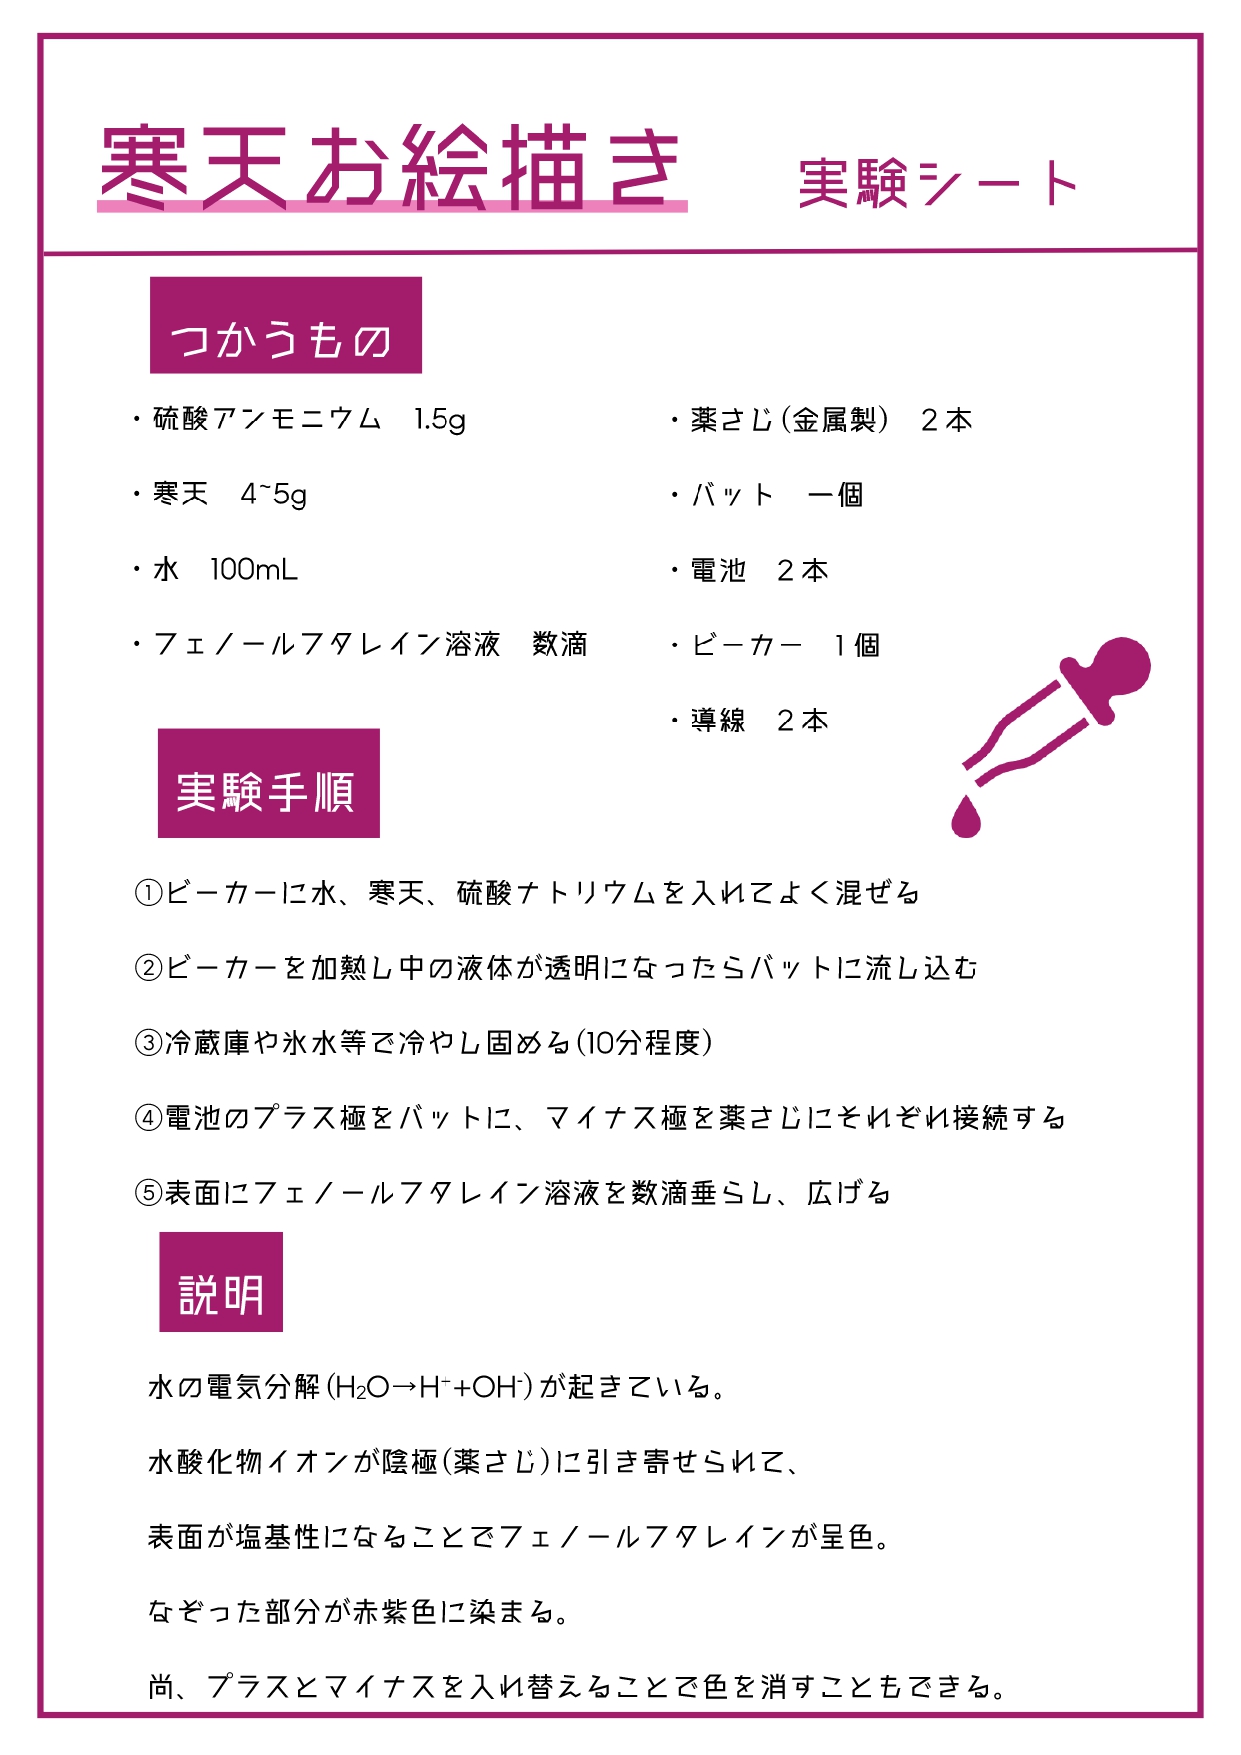 寒天お絵描き　実験シート
つかうもの
・硫酸アンモニウム　1.5g
・寒天　4~5g
・水　100mL
・フェノールフタレイン溶液　数滴
・薬さじ(金属製)　2本
・バット　一個
・電池　2本
・ビーカー　1個
・導線　2本
実験手順
①ビーカーに水、寒天、硫酸ナトリウムを入れてよく混ぜる
②ビーカーを加熱し中の液体が透明になったらバットに流し込む
③冷蔵庫や氷水等で冷やし固める(10分程度)
④電池のプラス極をバットに、マイナス極を薬さじにそれぞれ接続する
⑤表面にフェノールフタレイン溶液を数滴垂らし、広げる
説明
水の電気分解(H₂O→H⁺+OH⁻)が起きている。
水酸化物イオンが陰極(薬さじ)に引き寄せられて、
表面が塩基性になることでフェノールフタレインが呈色。
なぞった部分が赤紫色に染まる。
尚、プラスとマイナスを入れ替えることで色を消すこともできる。